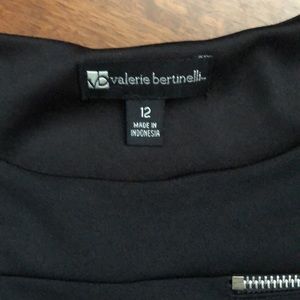 VB valerie bertinelli
12
MADE IN
INDONESIA